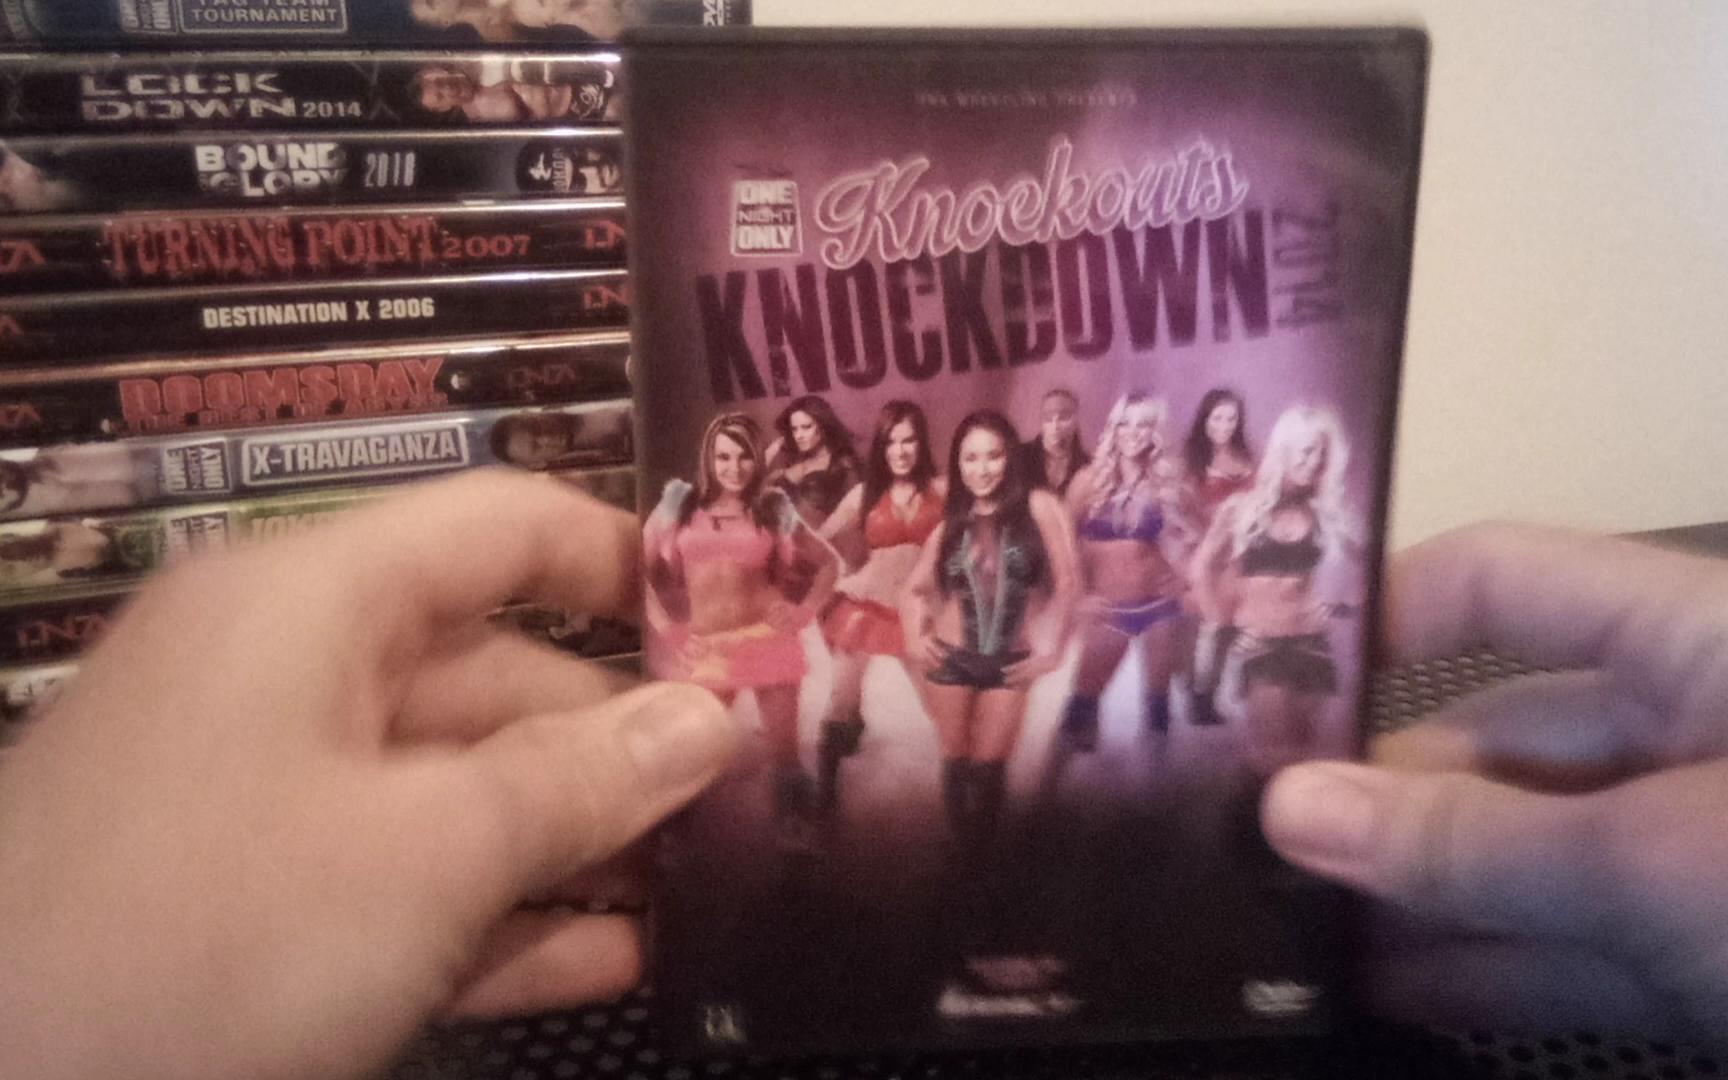 TAG TEAM
TOURNAMENT
LOCK
DOWN 2014
BOUND
GLORY
TURNING POINT 2007
DESTINATION X 2006
DOOMSDAY
ONE
NIGHT
ONLY
X-TRAVAGANZA
TNA
ONE
NIGHT
ONLY
Knockouts
KNOCKDOWN
2014